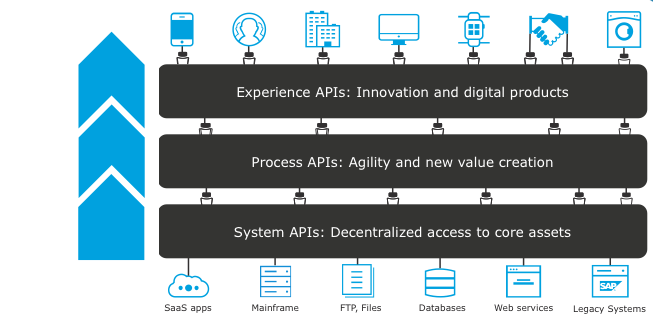 Experience APIs: Innovation and digital products
Process APIs: Agility and new value creation
System APIs: Decentralized access to core assets
SAP
SaaS apps
Mainframe
FTP, Files
Databases
Web services
Legacy Systems